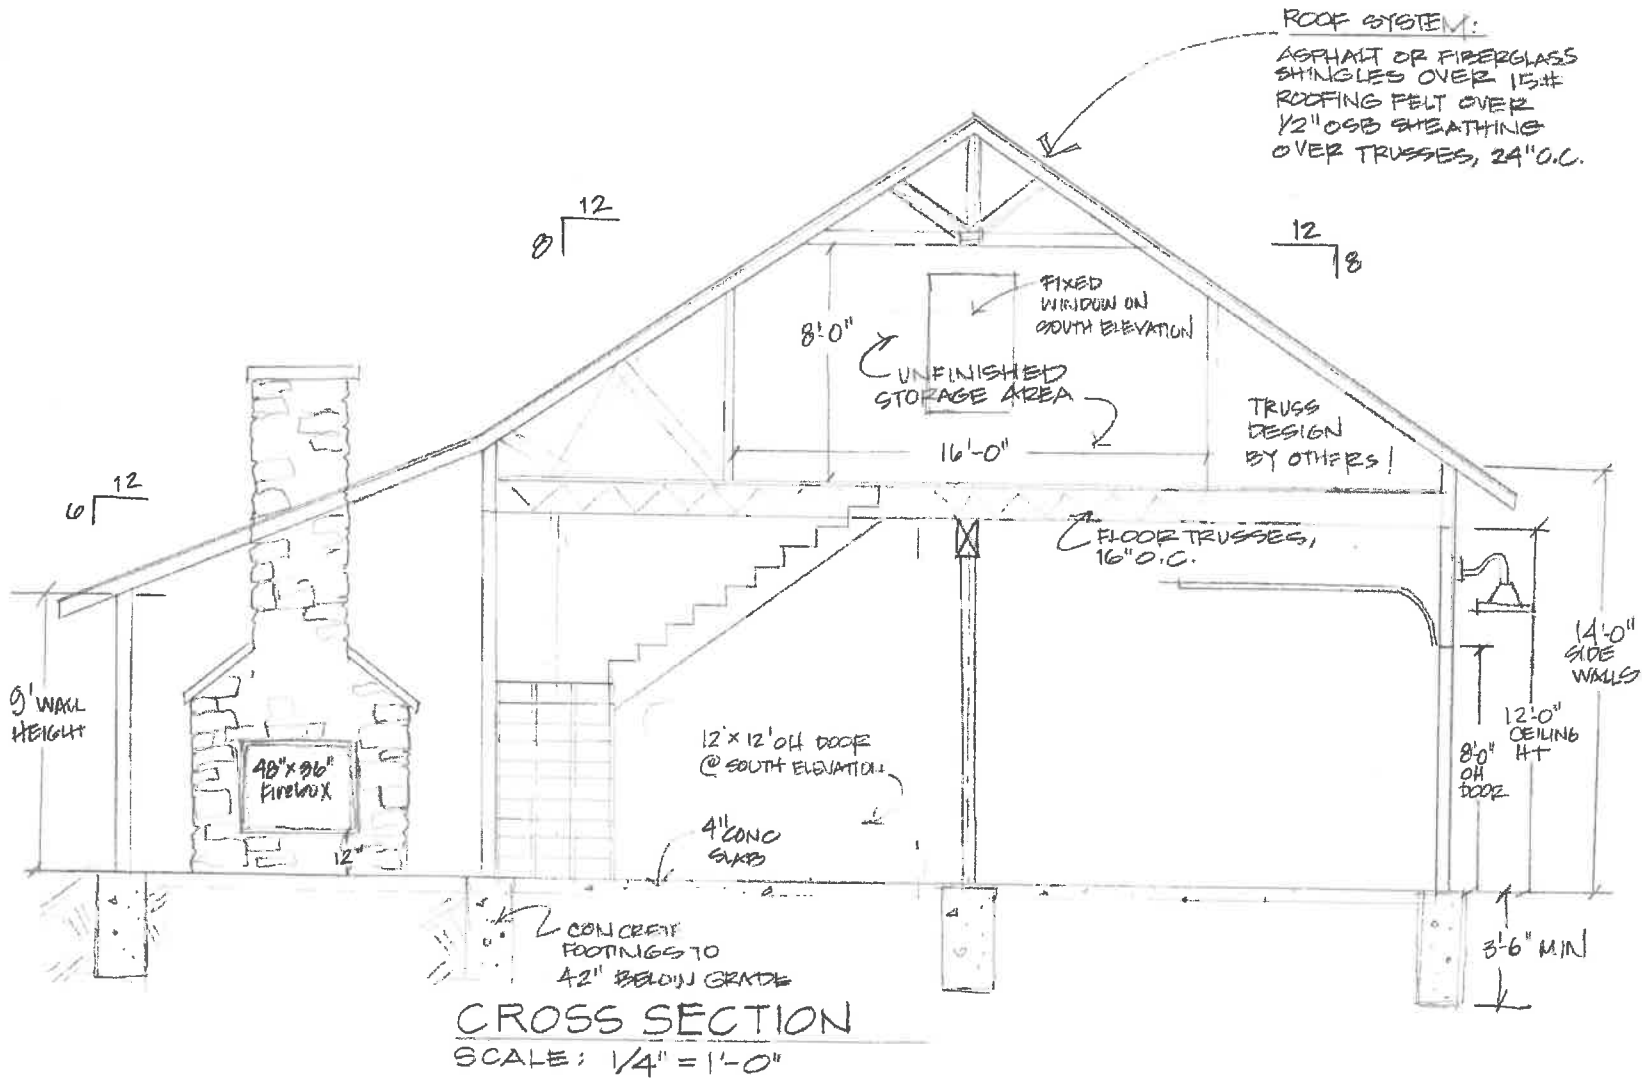 ROOF SYSTEM:
ASPHALT OR FIBERGLASS
SHINGLES OVER 15#
ROOFING FELT OVER
1/2" OSB SHEATHING
OVER TRUSSES, 24" O.C.
12
8
12
8
FIXED
WINDOW ON
SOUTH ELEVATION
8'-0"
UNFINISHED
STORAGE AREA
16'-0"
TRUSS
DESIGN
BY OTHERS!
12
6
FLOOR TRUSSES,
16" O.C.
14'-0"
SIDE
WALLS
9' WALL
HEIGHT
12'-0"
CEILING
HT
8'-0"
OH
DOOR
12' X 12' OH DOOR
@ SOUTH ELEVATION
48" X 36"
Firebox
12"
4" CONC
SLAB
CONCRETE
FOOTINGS TO
42" BELOW GRADE
3'-6" MIN
CROSS SECTION
SCALE: 1/4" = 1'-0"